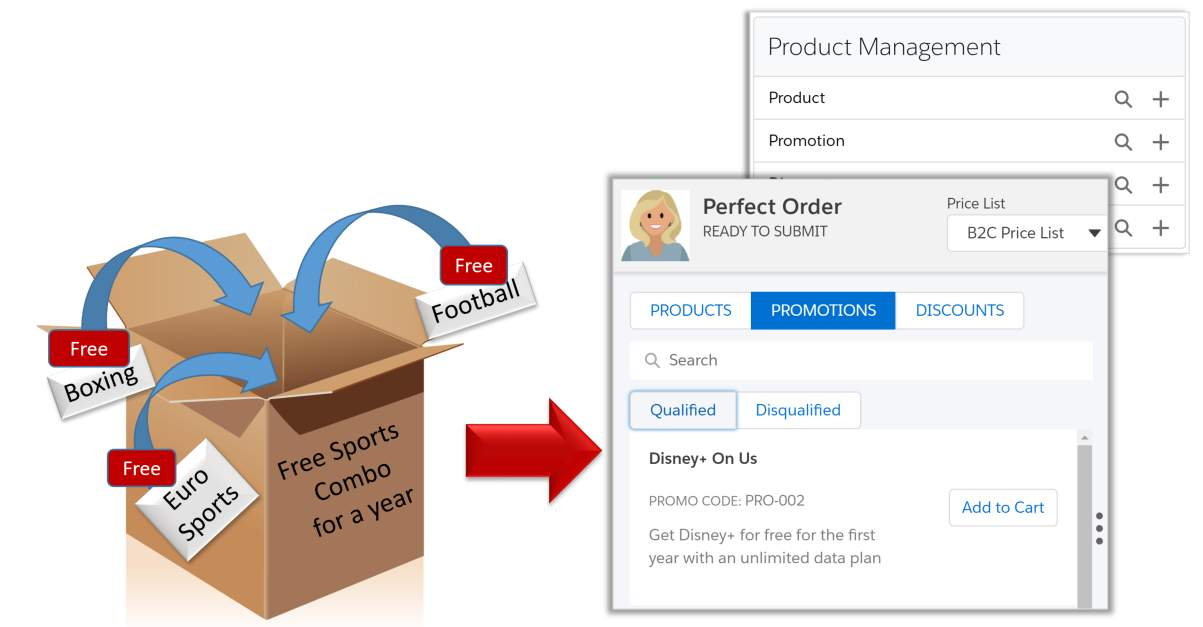 Product Management
Product
Promotion
Perfect Order
READY TO SUBMIT
Price List
B2C Price List
PRODUCTS
PROMOTIONS
DISCOUNTS
Search
Qualified
Disqualified
Disney+ On Us
PROMO CODE: PRO-002
Add to Cart
Get Disney+ for free for the first
year with an unlimited data plan
Free
Football
Free
Boxing
Free
Euro
Sports
Free Sports
Combo
for a year